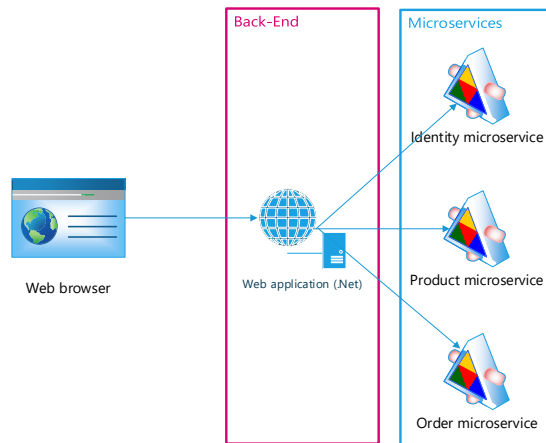 Back-End
Microservices
Identity microservice
Web browser
Web application (.Net)
Product microservice
Order microservice